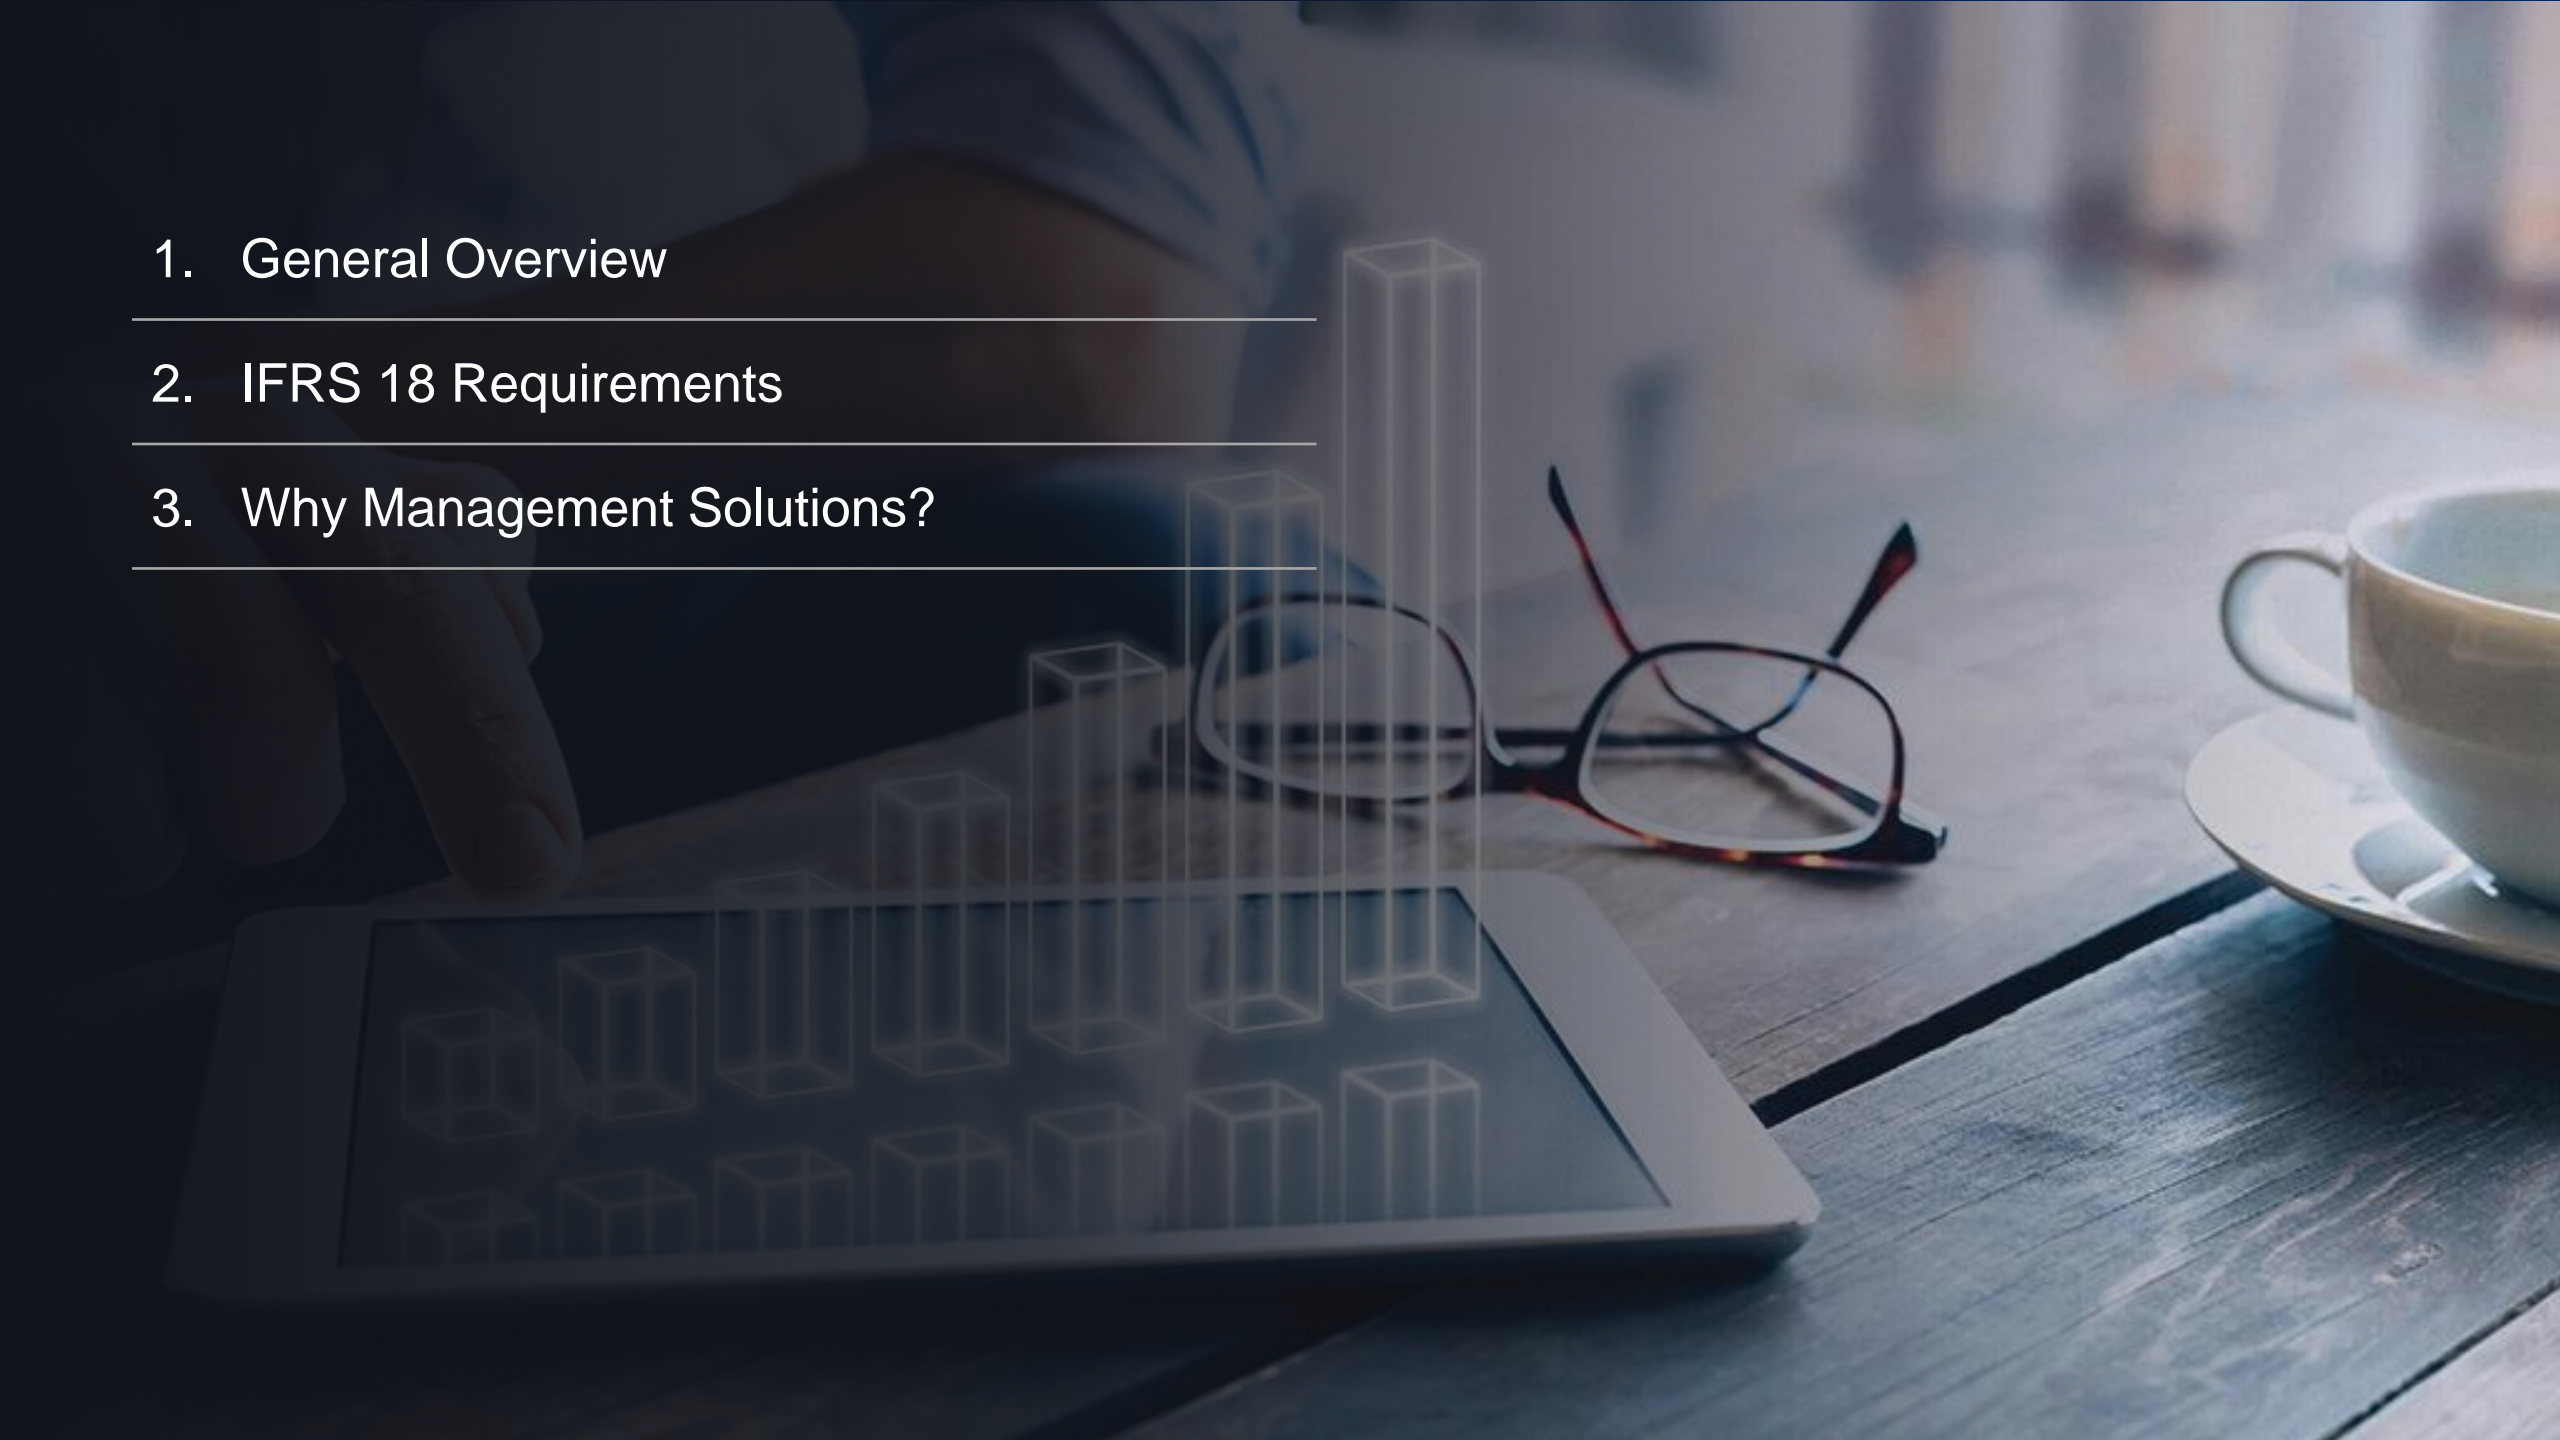 1. General Overview
2. IFRS 18 Requirements
3. Why Management Solutions?